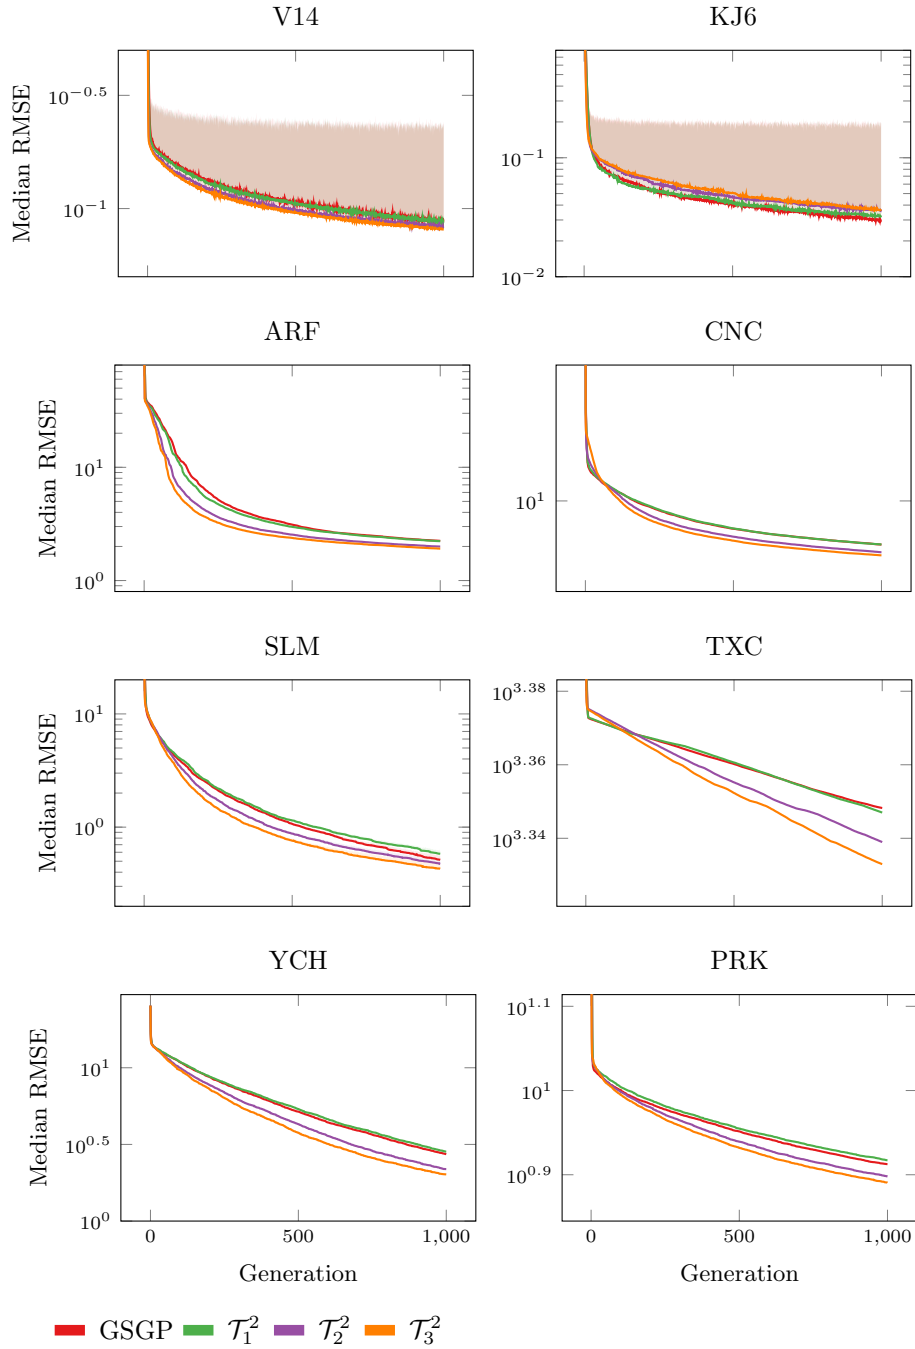 V14
KJ6
Median RMSE
10^{-0.5}
10^{-1}
10^{-1}
10^{-2}
ARF
CNC
Median RMSE
10^{1}
10^{0}
10^{1}
SLM
TXC
Median RMSE
10^{1}
10^{0}
10^{3.38}
10^{3.36}
10^{3.34}
YCH
PRK
Median RMSE
10^{1}
10^{0.5}
10^{0}
10^{1.1}
10^{1}
10^{0.9}
0 500 1,000
0 500 1,000
Generation
Generation
GSGP 𝒯_1^2 𝒯_2^2 𝒯_3^2